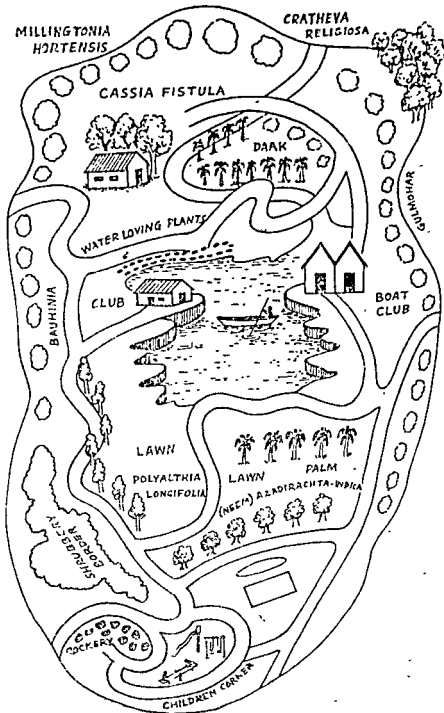 MILLINGTONIA
HORTENSIS
CRATHEVA
RELIGIOSA
CASSIA FISTULA
DAAK
GULMOHAR
WATER LOVING PLANTS
CLUB
BOAT
CLUB
BAUHINIA
LAWN
POLYALTHIA
LONGIFOLIA
LAWN
PALM
(NEEM) AZADIRACHTA-INDICA
SHRUBBERY
BORDER
ROCKERY
CHILDREN CORNER